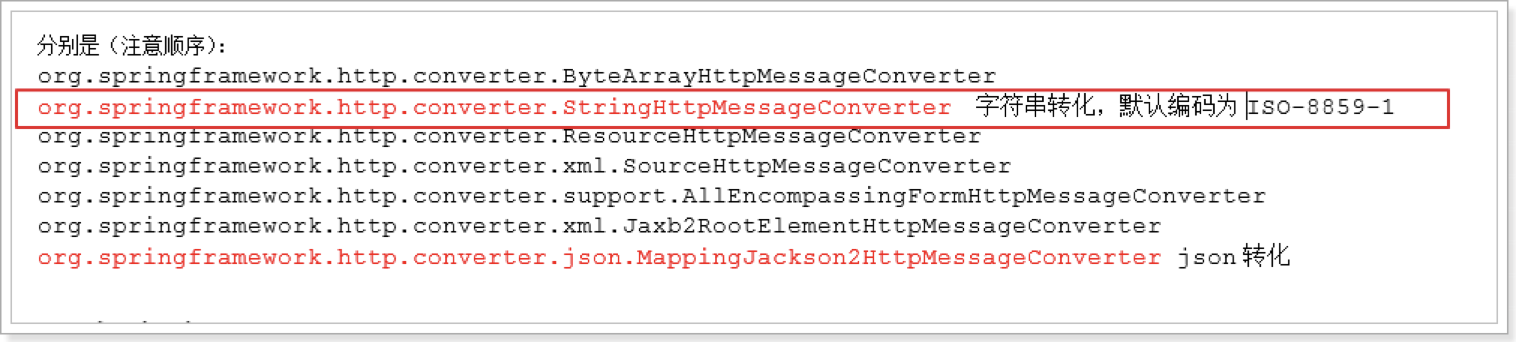 分别是（注意顺序）：
org.springframework.http.converter.ByteArrayHttpMessageConverter
org.springframework.http.converter.StringHttpMessageConverter 字符串转化，默认编码为 ISO-8859-1
org.springframework.http.converter.ResourceHttpMessageConverter
org.springframework.http.converter.xml.SourceHttpMessageConverter
org.springframework.http.converter.support.AllEncompassingFormHttpMessageConverter
org.springframework.http.converter.xml.Jaxb2RootElementHttpMessageConverter
org.springframework.http.converter.json.MappingJackson2HttpMessageConverter json 转化